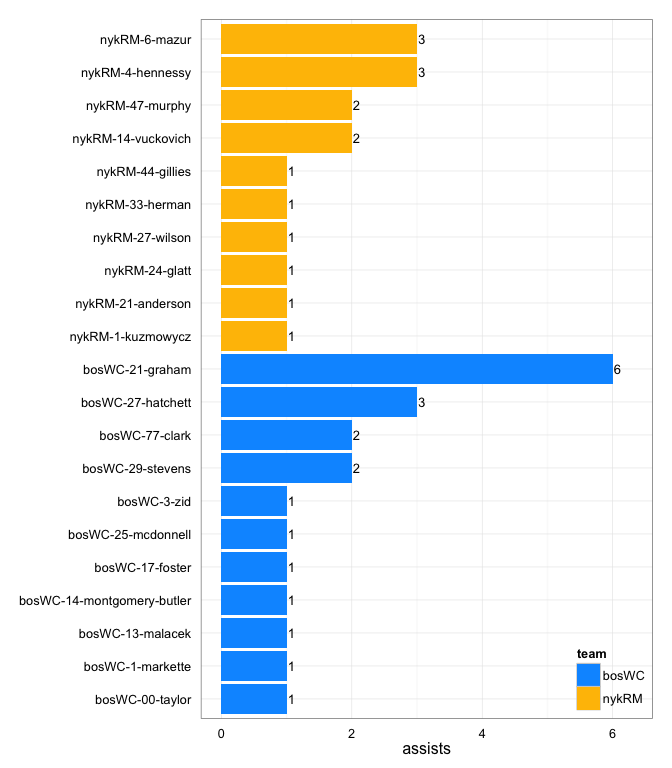 nykRM-6-mazur 3
nykRM-4-hennessy 3
nykRM-47-murphy 2
nykRM-14-vuckovich 2
nykRM-44-gillies 1
nykRM-33-herman 1
nykRM-27-wilson 1
nykRM-24-glatt 1
nykRM-21-anderson 1
nykRM-1-kuzmowycz 1
bosWC-21-graham 6
bosWC-27-hatchett 3
bosWC-77-clark 2
bosWC-29-stevens 2
bosWC-3-zid 1
bosWC-25-mcdonnell 1
bosWC-17-foster 1
bosWC-14-montgomery-butler 1
bosWC-13-malacek 1
bosWC-1-markette 1
bosWC-00-taylor 1
team
bosWC
nykRM
0 2 4 6
assists